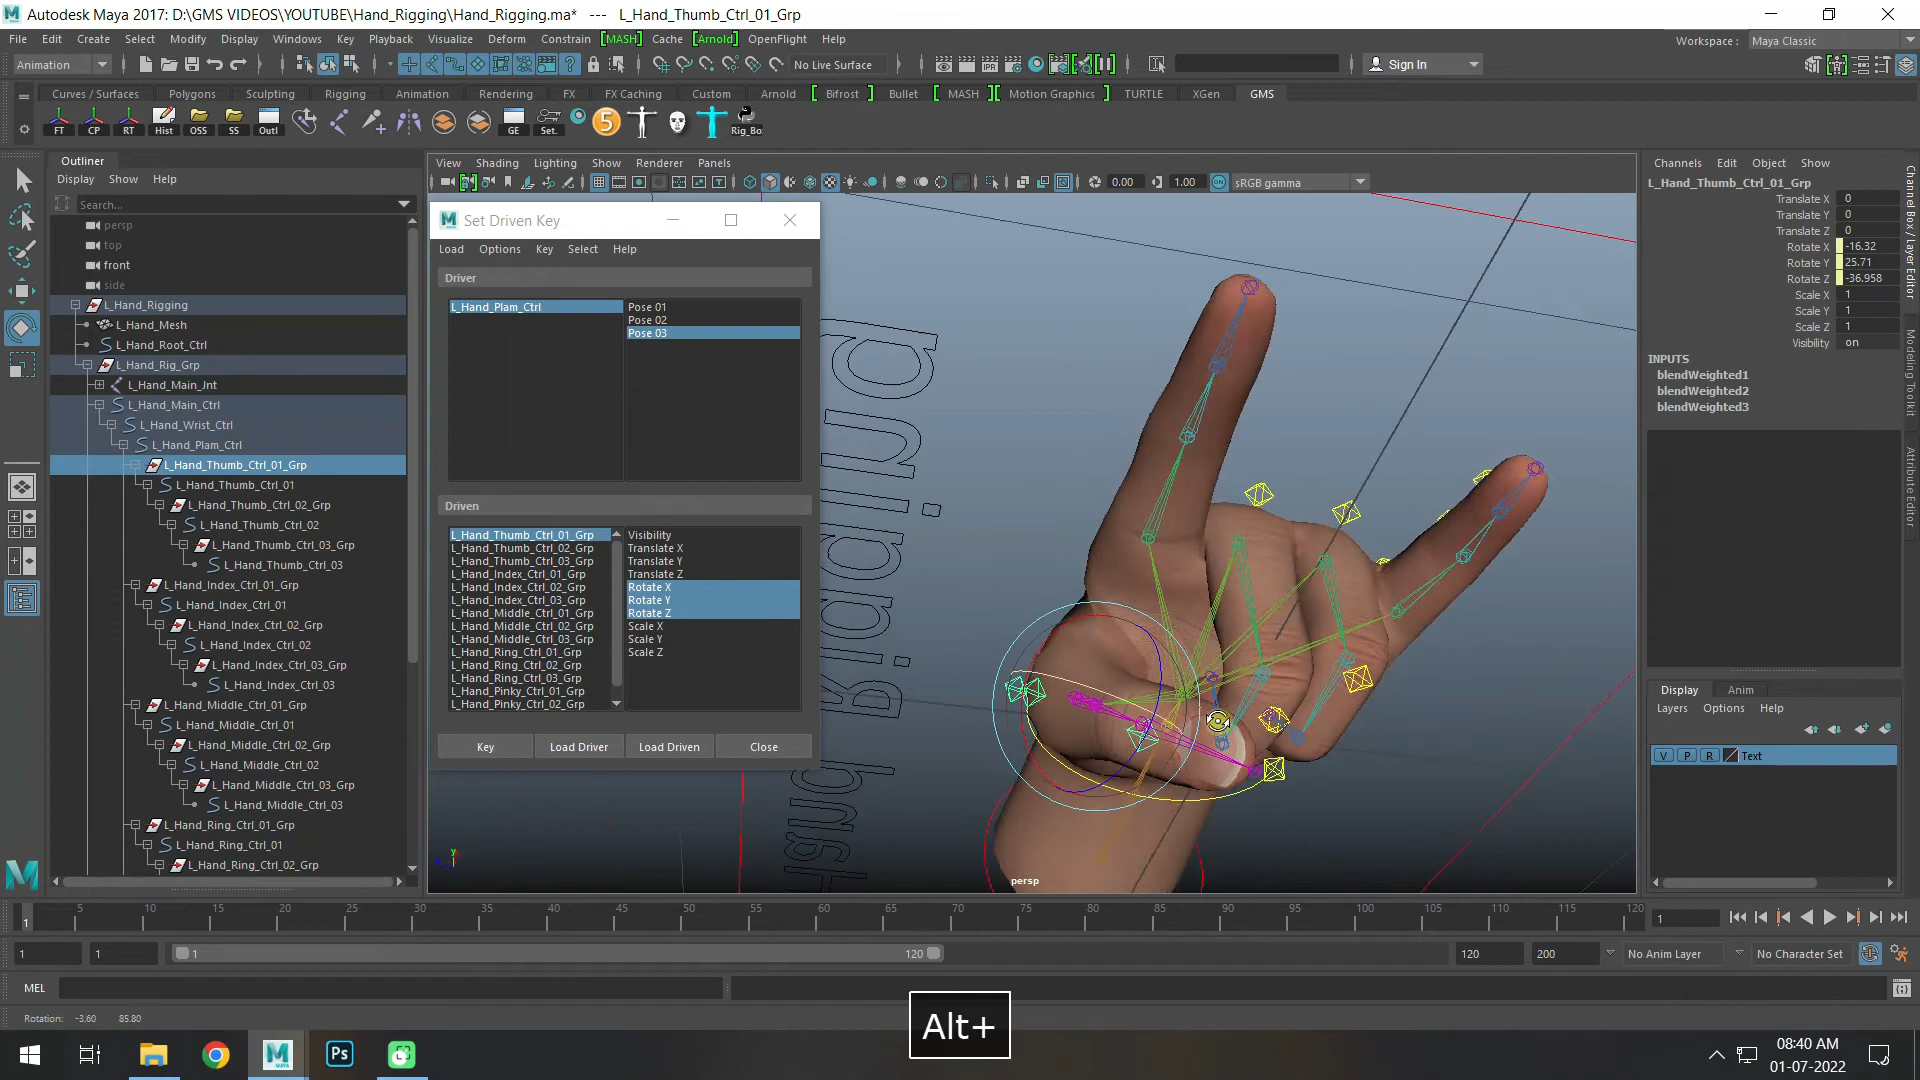 Autodesk Maya 2017: D:\GMS VIDEOS\YOUTUBE\Hand_Rigging\Hand_Rigging.ma* --- L_Hand_Thumb_Ctrl_01_Grp
File Edit Create Select Modify Display Windows Key Playback Visualize Deform Constrain [MASH] Cache [Arnold] OpenFlight Help
Workspace: Maya Classic
Animation No Live Surface Sign In
Curves / Surfaces Polygons Sculpting Rigging Animation Rendering FX FX Caching Custom Arnold [ Bifrost ] Bullet [ MASH ][ Motion Graphics ] TURTLE XGen GMS
FT CP RT Hist OSS SS Outl GE Set. 5 Rig_Bo
Outliner
Display Show Help
Search...
persp
top
front
side
L_Hand_Rigging
L_Hand_Mesh
L_Hand_Root_Ctrl
L_Hand_Rig_Grp
L_Hand_Main_Jnt
L_Hand_Main_Ctrl
L_Hand_Wrist_Ctrl
L_Hand_Plam_Ctrl
L_Hand_Thumb_Ctrl_01_Grp
L_Hand_Thumb_Ctrl_01
L_Hand_Thumb_Ctrl_02_Grp
L_Hand_Thumb_Ctrl_02
L_Hand_Thumb_Ctrl_03_Grp
L_Hand_Thumb_Ctrl_03
L_Hand_Index_Ctrl_01_Grp
L_Hand_Index_Ctrl_01
L_Hand_Index_Ctrl_02_Grp
L_Hand_Index_Ctrl_02
L_Hand_Index_Ctrl_03_Grp
L_Hand_Index_Ctrl_03
L_Hand_Middle_Ctrl_01_Grp
L_Hand_Middle_Ctrl_01
L_Hand_Middle_Ctrl_02_Grp
L_Hand_Middle_Ctrl_02
L_Hand_Middle_Ctrl_03_Grp
L_Hand_Middle_Ctrl_03
L_Hand_Ring_Ctrl_01_Grp
L_Hand_Ring_Ctrl_01
L_Hand_Ring_Ctrl_02_Grp
View Shading Lighting Show Renderer Panels
0.00 1.00 sRGB gamma
Set Driven Key
Load Options Key Select Help
Driver
L_Hand_Plam_Ctrl
Pose 01
Pose 02
Pose 03
Driven
L_Hand_Thumb_Ctrl_01_Grp
L_Hand_Thumb_Ctrl_02_Grp
L_Hand_Thumb_Ctrl_03_Grp
L_Hand_Index_Ctrl_01_Grp
L_Hand_Index_Ctrl_02_Grp
L_Hand_Index_Ctrl_03_Grp
L_Hand_Middle_Ctrl_01_Grp
L_Hand_Middle_Ctrl_02_Grp
L_Hand_Middle_Ctrl_03_Grp
L_Hand_Ring_Ctrl_01_Grp
L_Hand_Ring_Ctrl_02_Grp
L_Hand_Ring_Ctrl_03_Grp
L_Hand_Pinky_Ctrl_01_Grp
L_Hand_Pinky_Ctrl_02_Grp
Visibility
Translate X
Translate Y
Translate Z
Rotate X
Rotate Y
Rotate Z
Scale X
Scale Y
Scale Z
Key Load Driver Load Driven Close
persp
y
Channels Edit Object Show
L_Hand_Thumb_Ctrl_01_Grp
Translate X 0
Translate Y 0
Translate Z 0
Rotate X -16.32
Rotate Y 25.71
Rotate Z -36.958
Scale X 1
Scale Y 1
Scale Z 1
Visibility on
INPUTS
blendWeighted1
blendWeighted2
blendWeighted3
Channel Box / Layer Editor
Modeling Toolkit
Attribute Editor
Display Anim
Layers Options Help
V P R Text
5 10 15 20 25 30 35 40 45 50 55 60 65 70 75 80 85 90 95 100 105 110 115 120
1 1
1 1 1 120 120 200 No Anim Layer No Character Set
MEL
Rotation: -3.60 85.80
Alt+
Ps
08:40 AM
01-07-2022